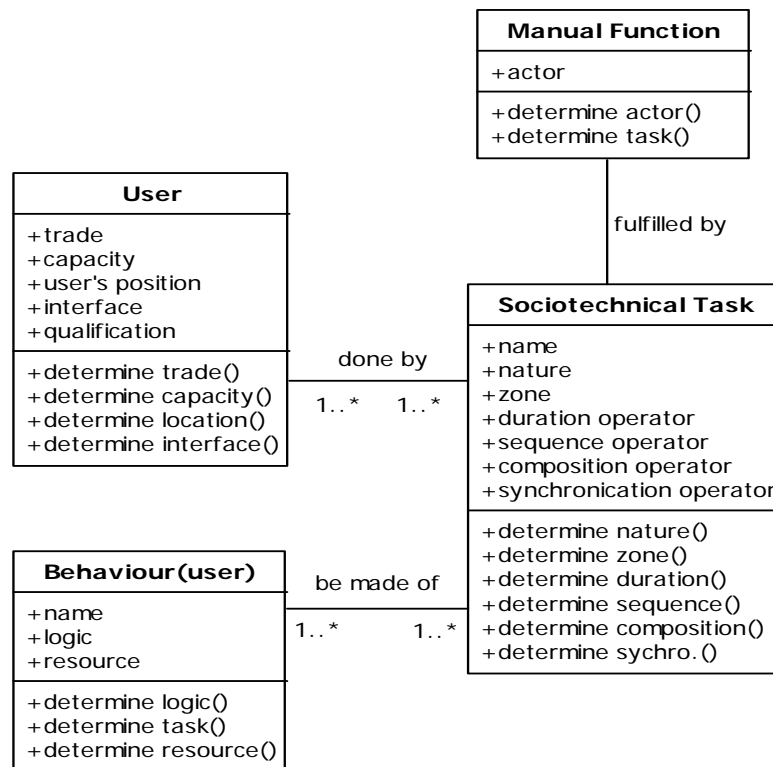 Manual Function
+actor
+determine actor()
+determine task()
User
+trade
+capacity
+user's position
+interface
+qualification
+determine trade()
+determine capacity()
+determine location()
+determine interface()
fulfilled by
done by
1..* 1..*
Sociotechnical Task
+name
+nature
+zone
+duration operator
+sequence operator
+composition operator
+synchronication operator
+determine nature()
+determine zone()
+determine duration()
+determine sequence()
+determine composition()
+determine sychro.()
Behaviour(user)
+name
+logic
+resource
+determine logic()
+determine task()
+determine resource()
be made of
1..* 1..*